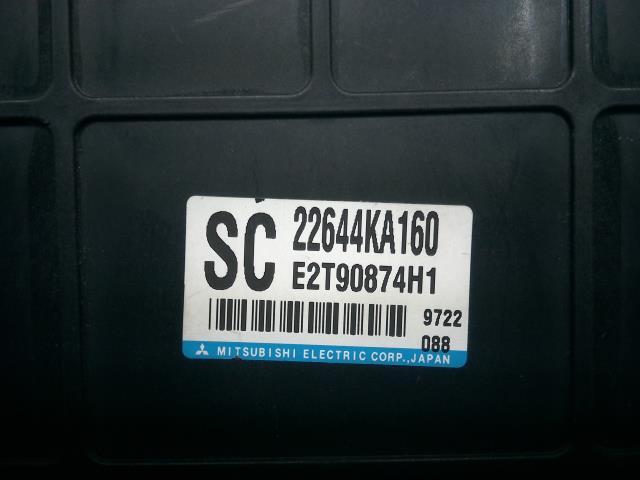 SC 22644KA160
E2T90874H1
9722
088
MITSUBISHI ELECTRIC CORP.,JAPAN